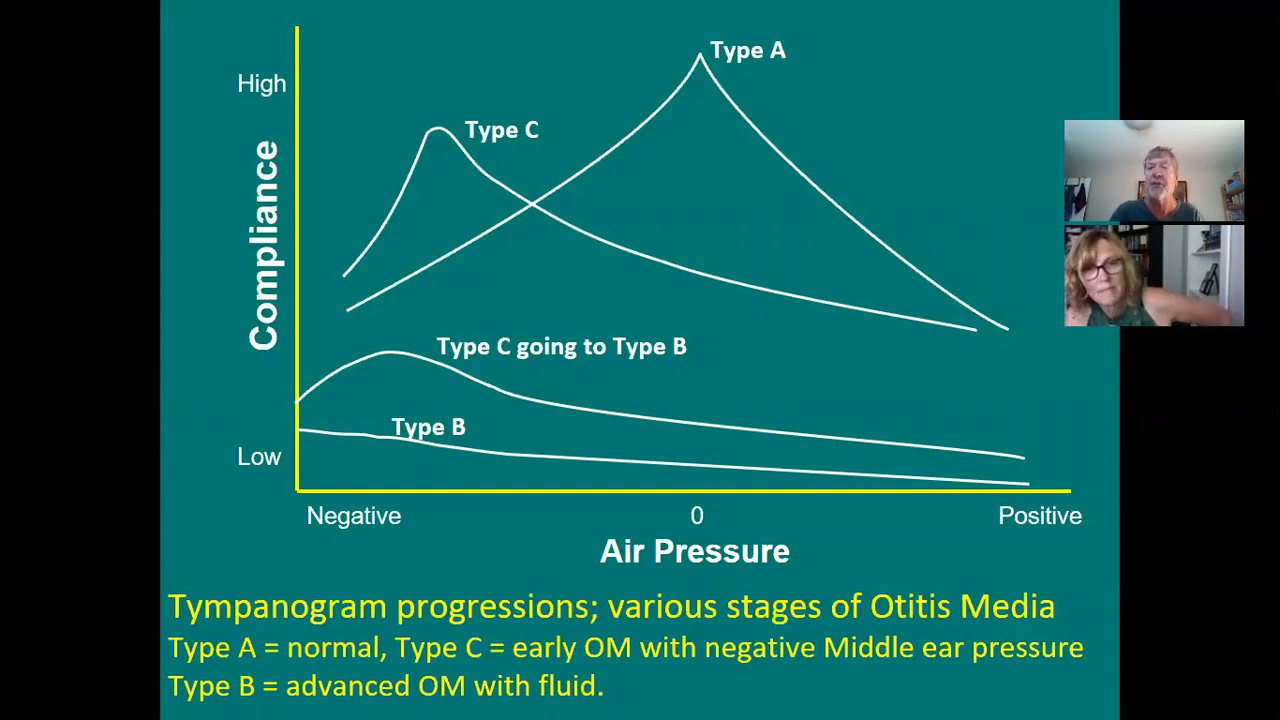 Type A
High
Type C
Compliance
Type C going to Type B
Type B
Low
Negative 0 Positive
Air Pressure
Tympanogram progressions; various stages of Otitis Media
Type A = normal, Type C = early OM with negative Middle ear pressure
Type B = advanced OM with fluid.